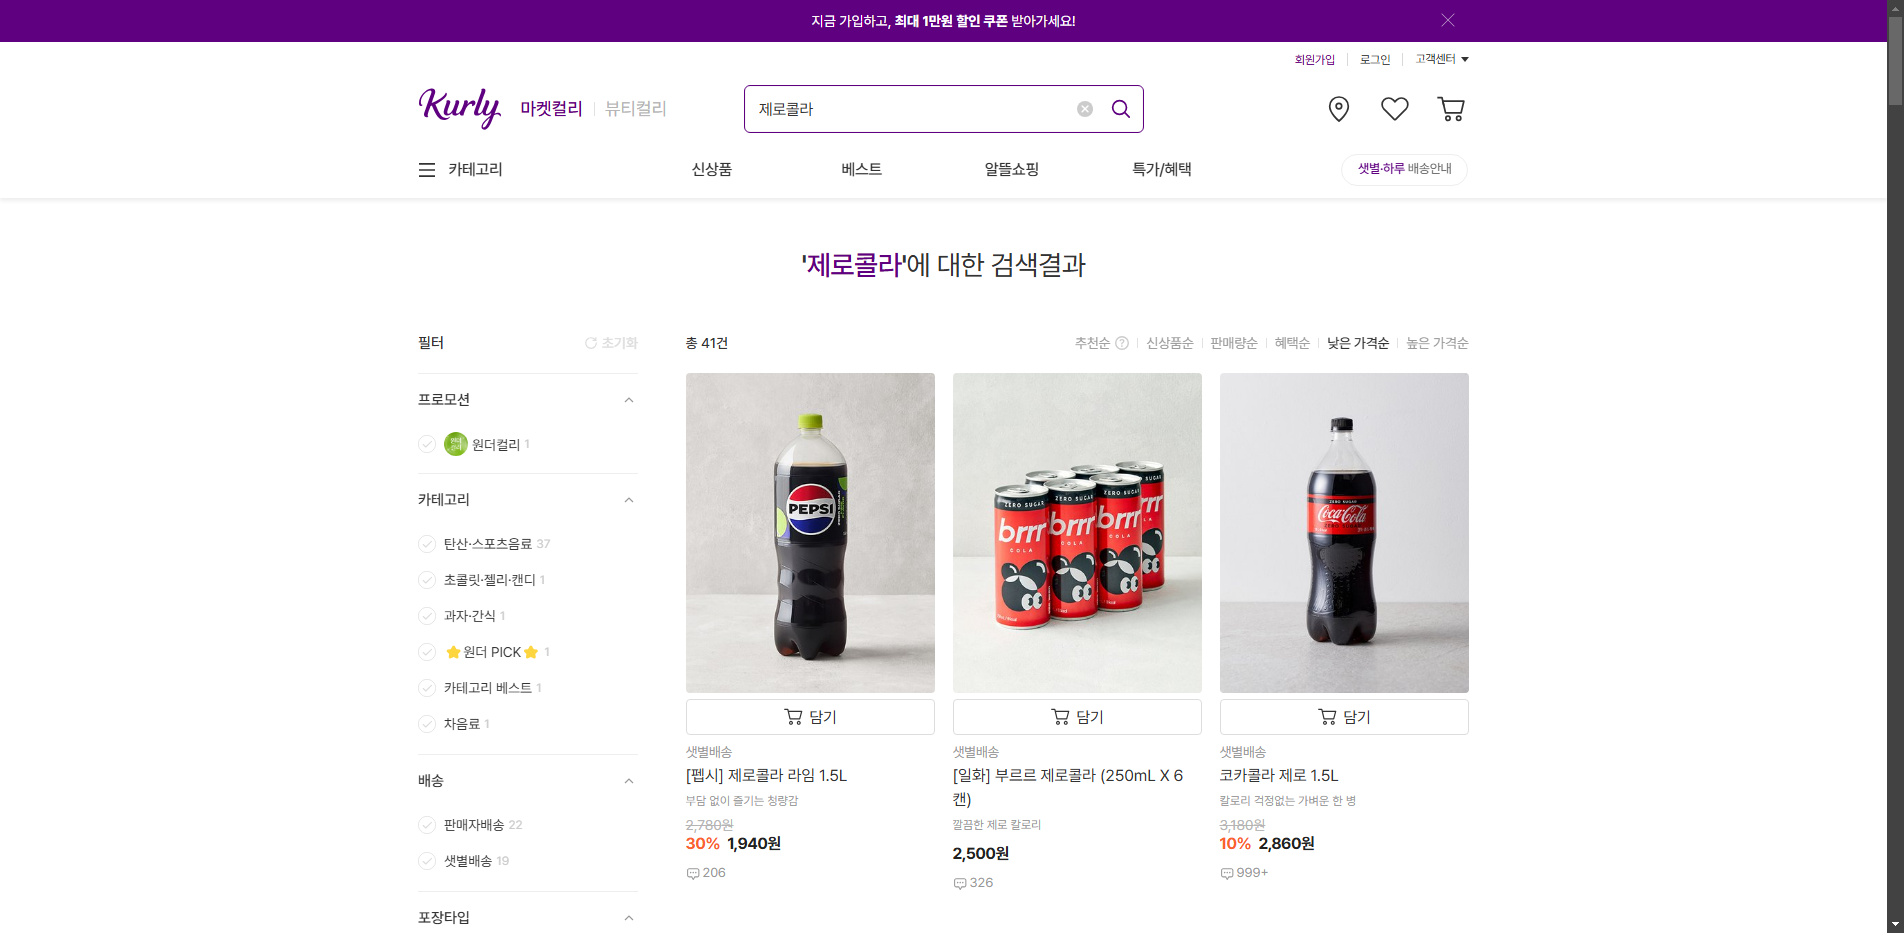 지금 가입하고, 최대 1만원 할인 쿠폰 받아가세요!
회원가입
로그인
고객센터
Kurly
마켓컬리
뷰티컬리
제로콜라
카테고리
신상품
베스트
알뜰쇼핑
특가/혜택
샛별·하루 배송안내
'제로콜라'에 대한 검색결과
필터
초기화
총 41건
추천순
신상품순
판매량순
혜택순
낮은 가격순
높은 가격순
프로모션
원더컬리 1
카테고리
탄산·스포츠음료 37
초콜릿·젤리·캔디 1
과자·간식 1
원더 PICK 1
카테고리 베스트 1
차음료 1
배송
판매자배송 22
샛별배송 19
포장타입
PEPSI
담기
샛별배송
[펩시] 제로콜라 라임 1.5L
부담 없이 즐기는 청량감
2,780원
30% 1,940원
206
ZERO SUGAR
ZERO SUGAR
ZERO SUGAR
brrr
brrr
brrr
COLA
COLA
COLA
담기
샛별배송
[일화] 부르르 제로콜라 (250mL X 6
캔)
깔끔한 제로 칼로리
2,500원
326
ZERO SUGAR
Coca-Cola
ZERO SUGAR
담기
샛별배송
코카콜라 제로 1.5L
칼로리 걱정없는 가벼운 한 병
3,180원
10% 2,860원
999+